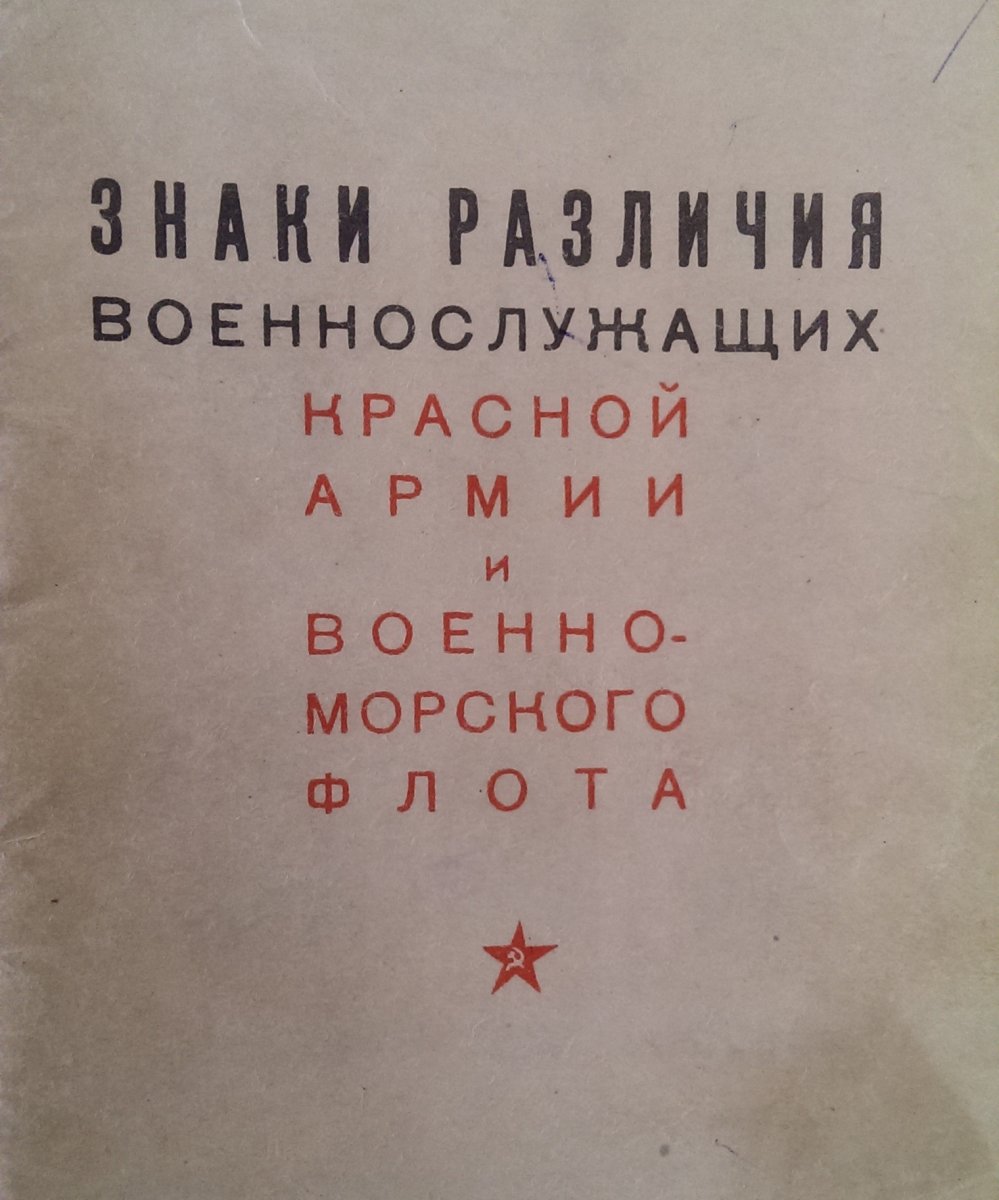 ЗНАКИ РАЗЛИЧИЯ
ВОЕННОСЛУЖАЩИХ
КРАСНОЙ
АРМИИ
И
ВОЕННО-
МОРСКОГО
ФЛОТА